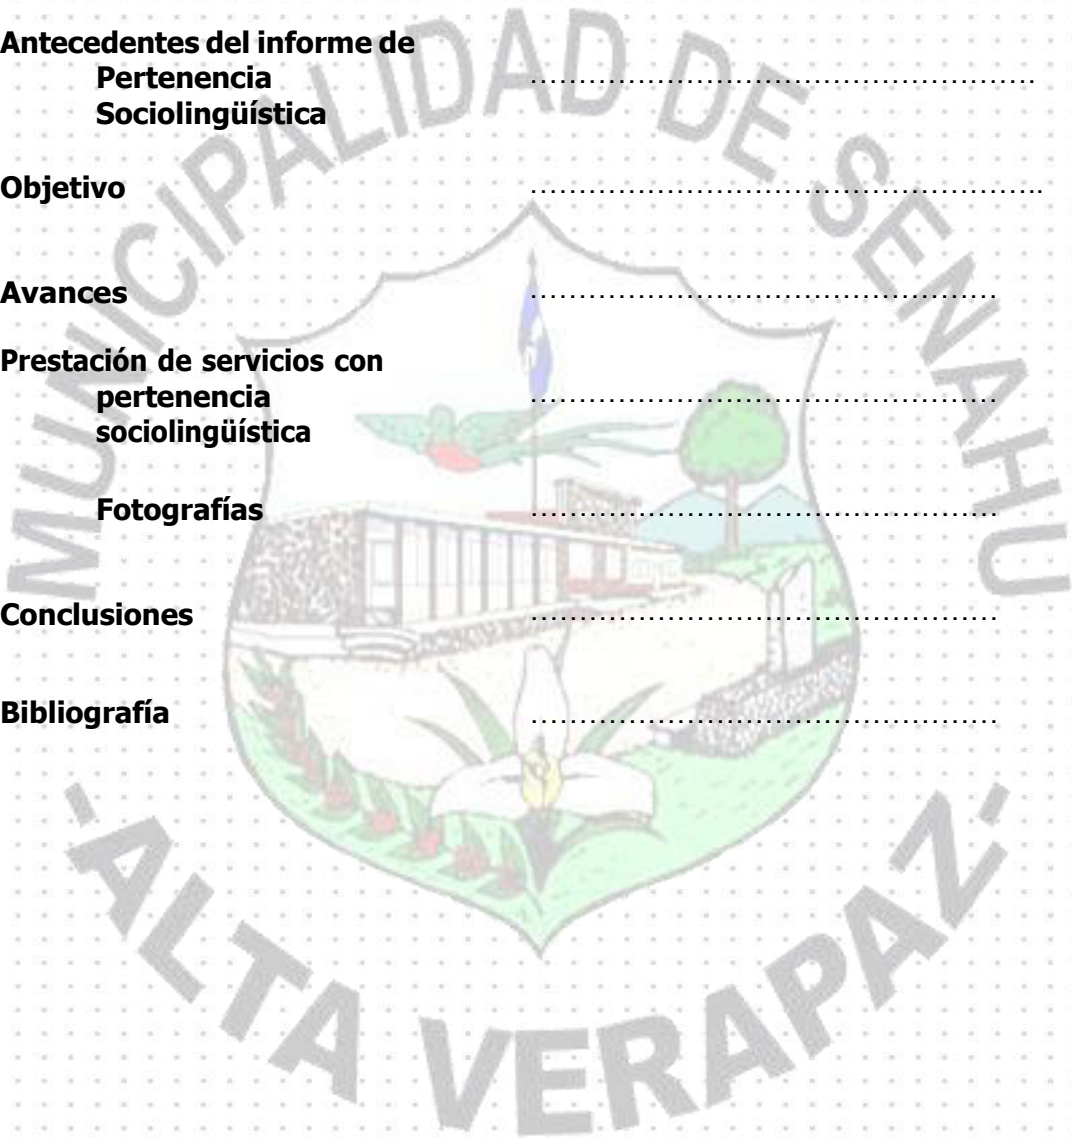 MUNICIPALIDAD DE SENAHU
Antecedentes del informe de
Pertenencia ……………………………………………
Sociolingüística
Objetivo ……………………………………………..
Avances …………………………………………
Prestación de servicios con
pertenencia …………………………………………
sociolingüística
Fotografías …………………………………………
Conclusiones …………………………………………
Bibliografía …………………………………………
-ALTA VERAPAZ-